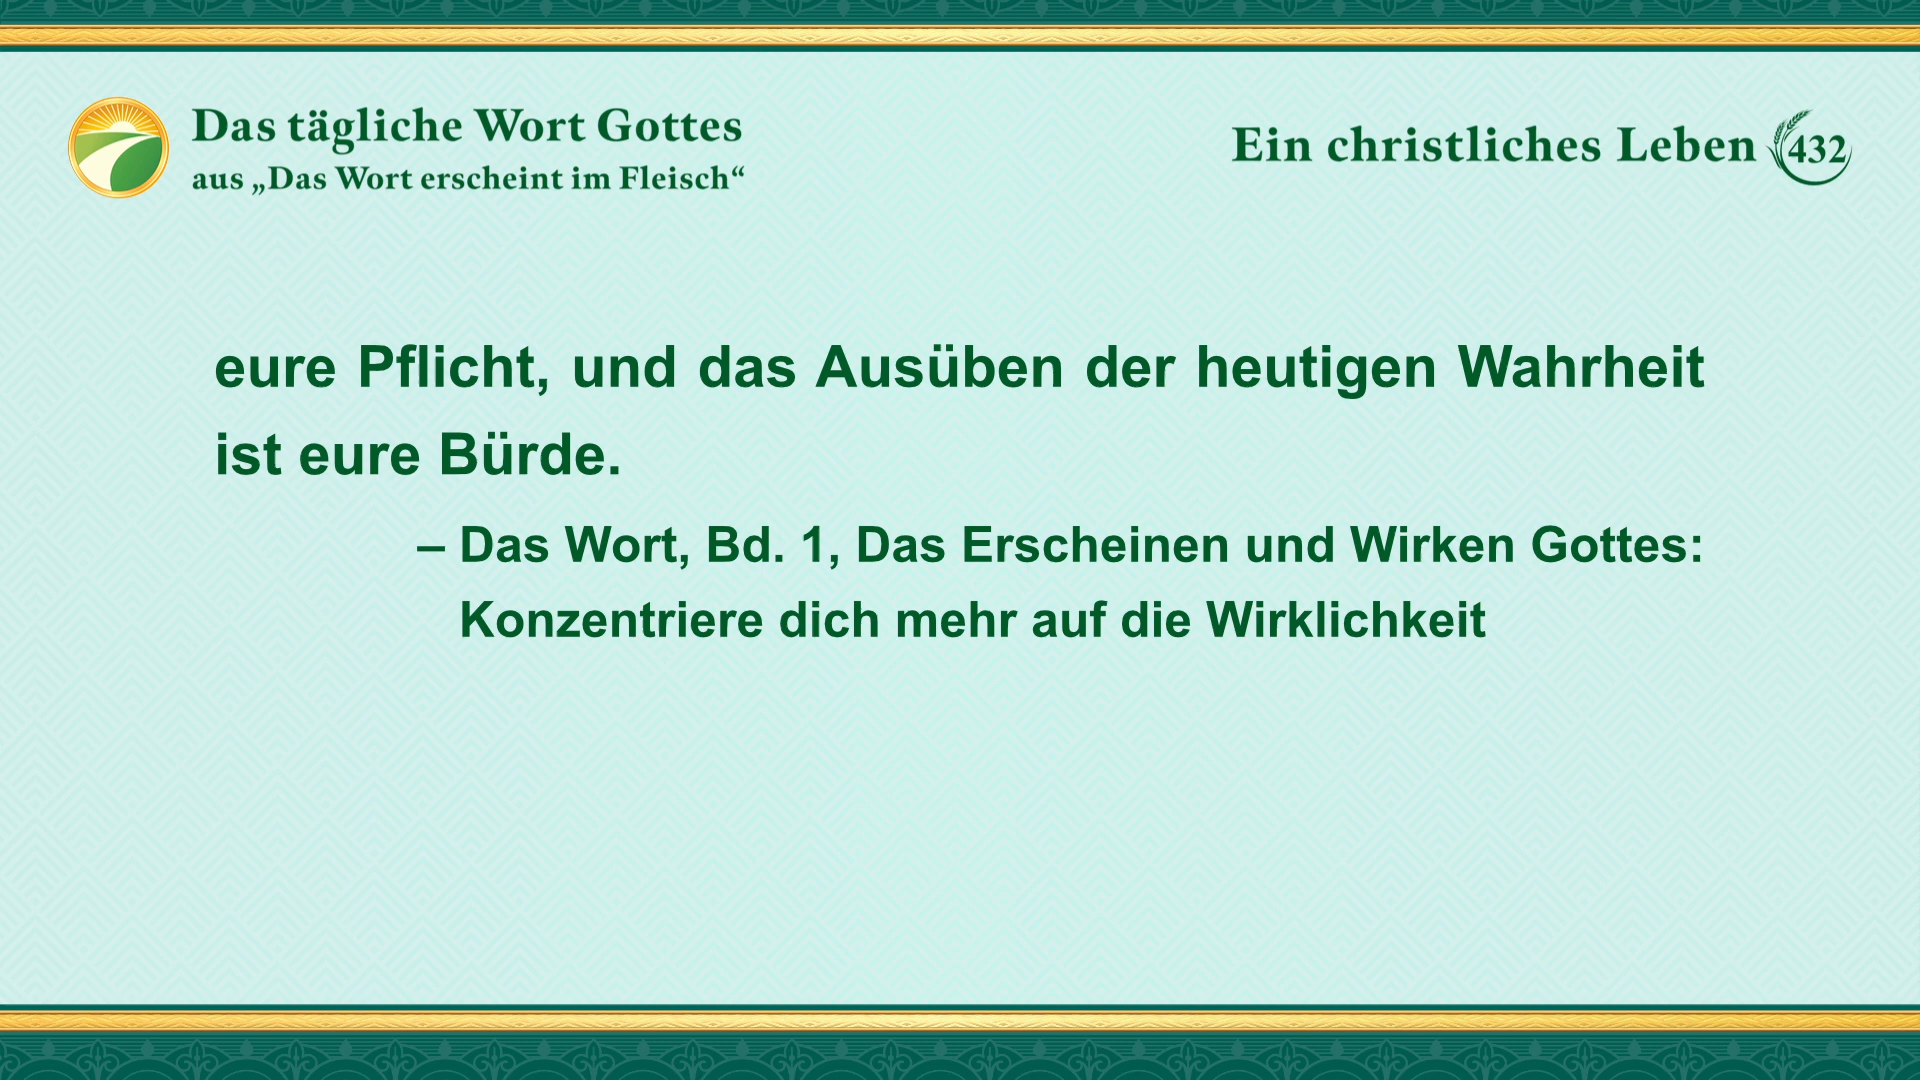 Das tägliche Wort Gottes
aus „Das Wort erscheint im Fleisch“
Ein christliches Leben 432
eure Pflicht, und das Ausüben der heutigen Wahrheit
ist eure Bürde.
– Das Wort, Bd. 1, Das Erscheinen und Wirken Gottes:
Konzentriere dich mehr auf die Wirklichkeit